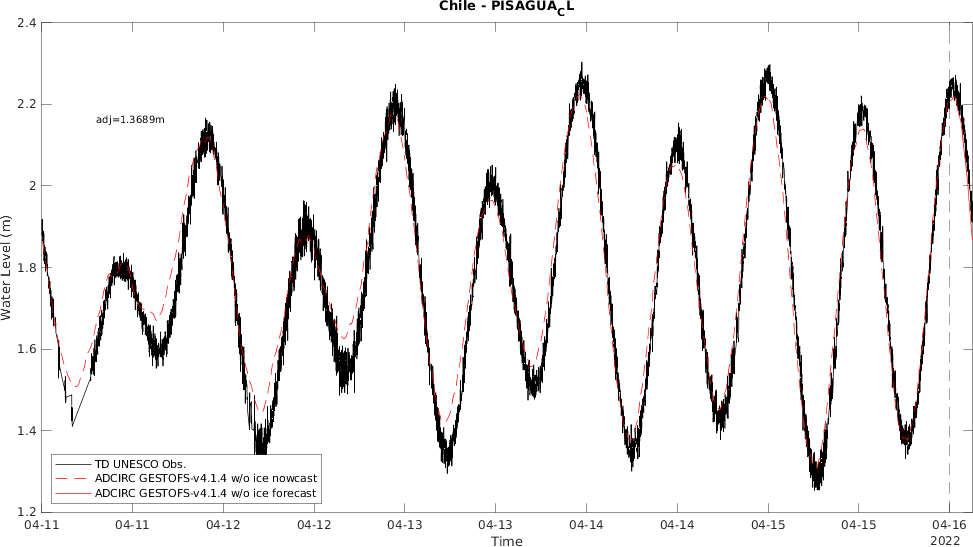 Chile - PISAGUA_CL
2.4
2.2
2
1.8
1.6
1.4
1.2
Water Level (m)
adj=1.3689m
TD UNESCO Obs.
ADCIRC GESTOFS-v4.1.4 w/o ice nowcast
ADCIRC GESTOFS-v4.1.4 w/o ice forecast
04-11 04-11 04-12 04-12 04-13 04-13 04-14 04-14 04-15 04-15 04-16
Time 2022